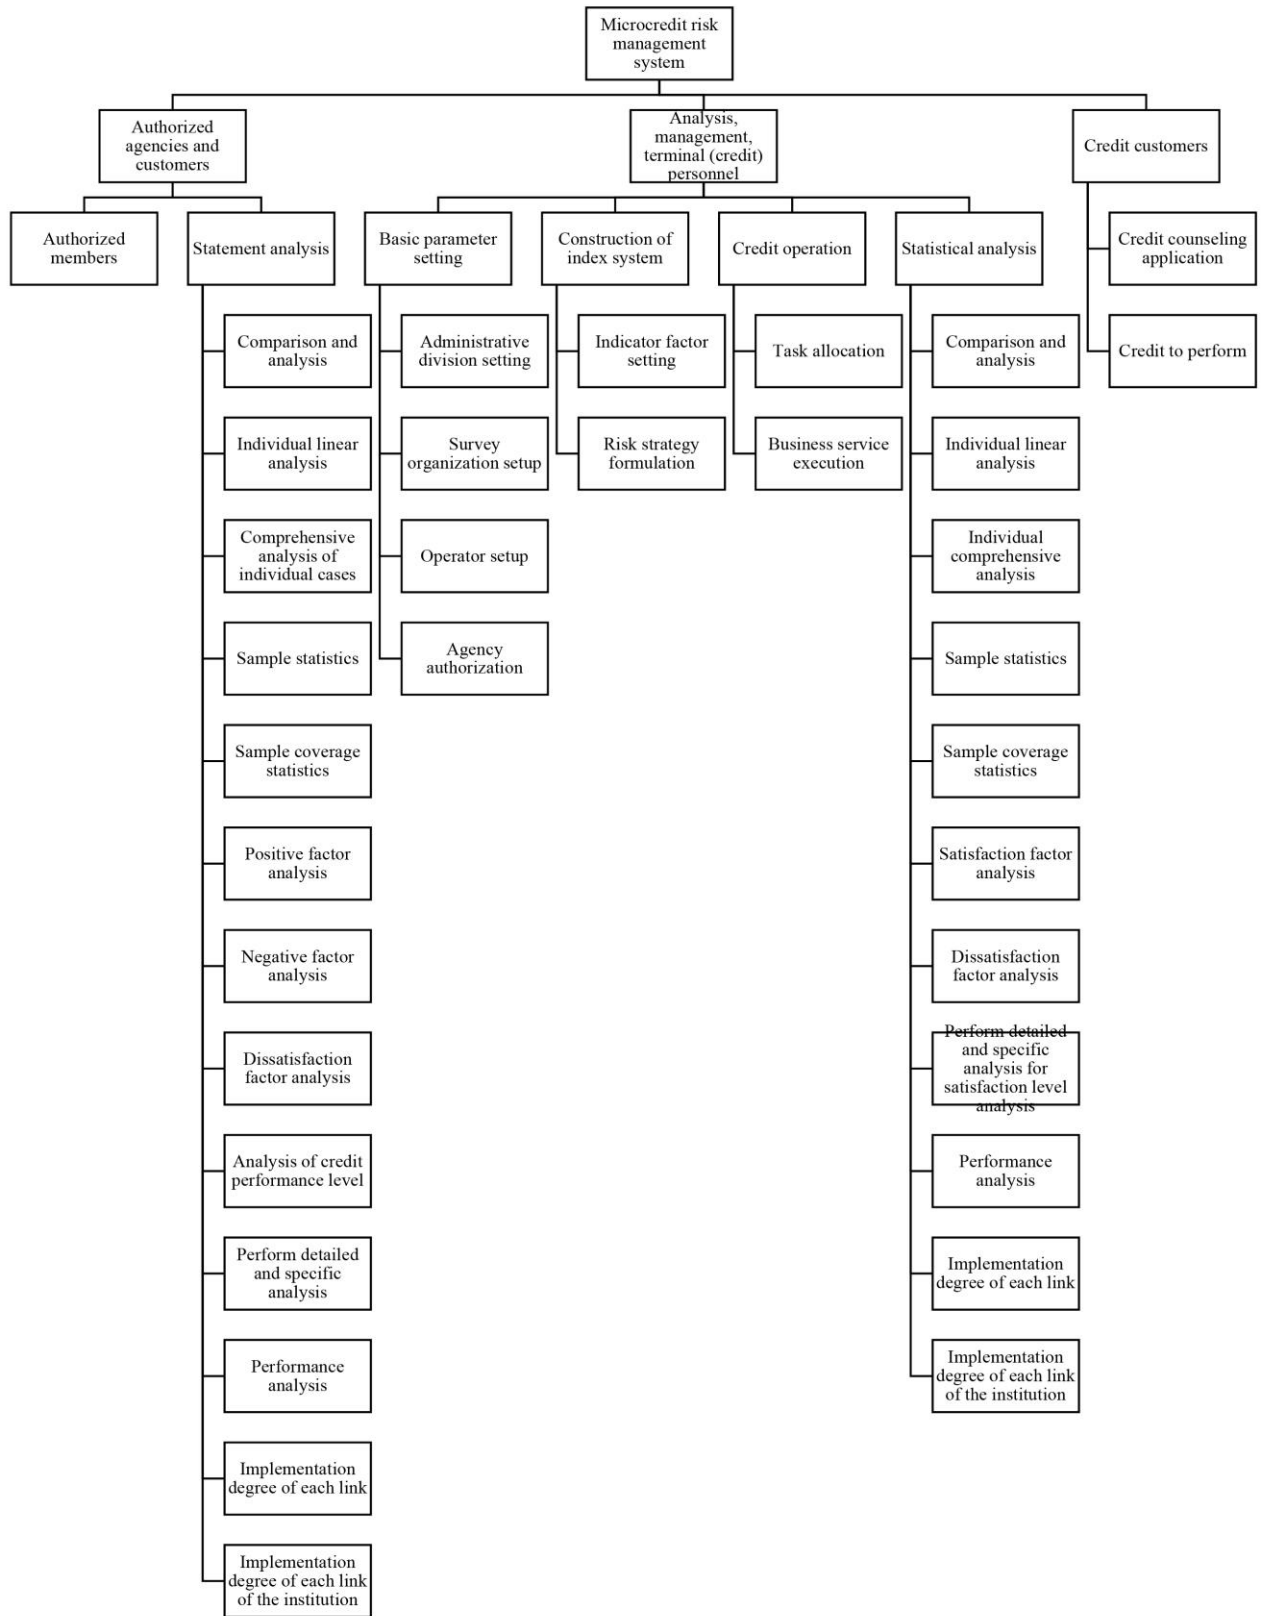 Microcredit risk
management
system
Authorized
agencies and
customers
Analysis,
management,
terminal (credit)
personnel
Credit customers
Authorized
members
Statement analysis
Basic parameter
setting
Construction of
index system
Credit operation
Statistical analysis
Credit counseling
application
Comparison and
analysis
Administrative
division setting
Indicator factor
setting
Task allocation
Comparison and
analysis
Credit to perform
Individual linear
analysis
Survey
organization setup
Risk strategy
formulation
Business service
execution
Individual linear
analysis
Comprehensive
analysis of
individual cases
Operator setup
Individual
comprehensive
analysis
Sample statistics
Agency
authorization
Sample statistics
Sample coverage
statistics
Sample coverage
statistics
Positive factor
analysis
Satisfaction factor
analysis
Negative factor
analysis
Dissatisfaction
factor analysis
Dissatisfaction
factor analysis
Perform detailed
and specific
analysis for
satisfaction level
analysis
Analysis of credit
performance level
Performance
analysis
Perform detailed
and specific
analysis
Implementation
degree of each link
Performance
analysis
Implementation
degree of each link
of the institution
Implementation
degree of each link
Implementation
degree of each link
of the institution